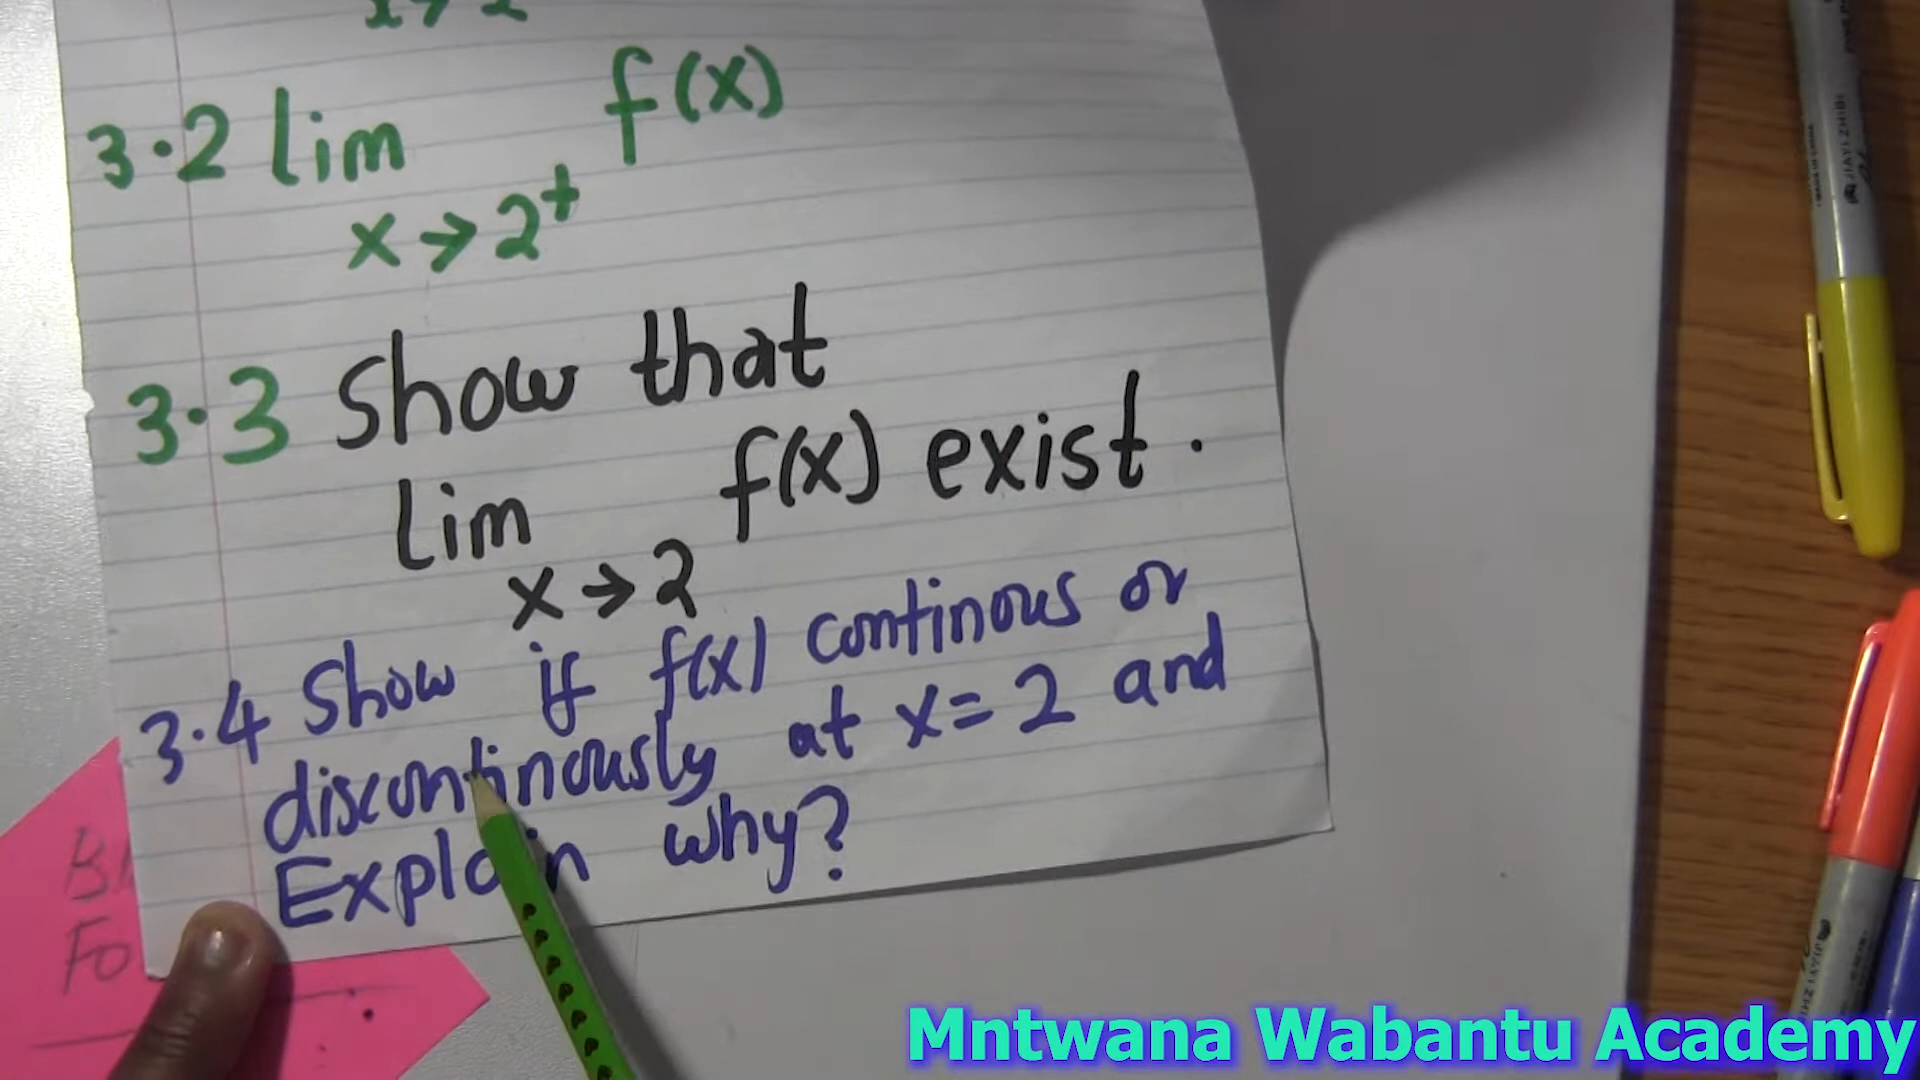 3.2 lim f(x)
x→2⁺
3.3 Show that
lim f(x) exist.
x→2
3.4 Show if f(x) continous or
discontinously at x=2 and
Explain why?
Mntwana Wabantu Academy